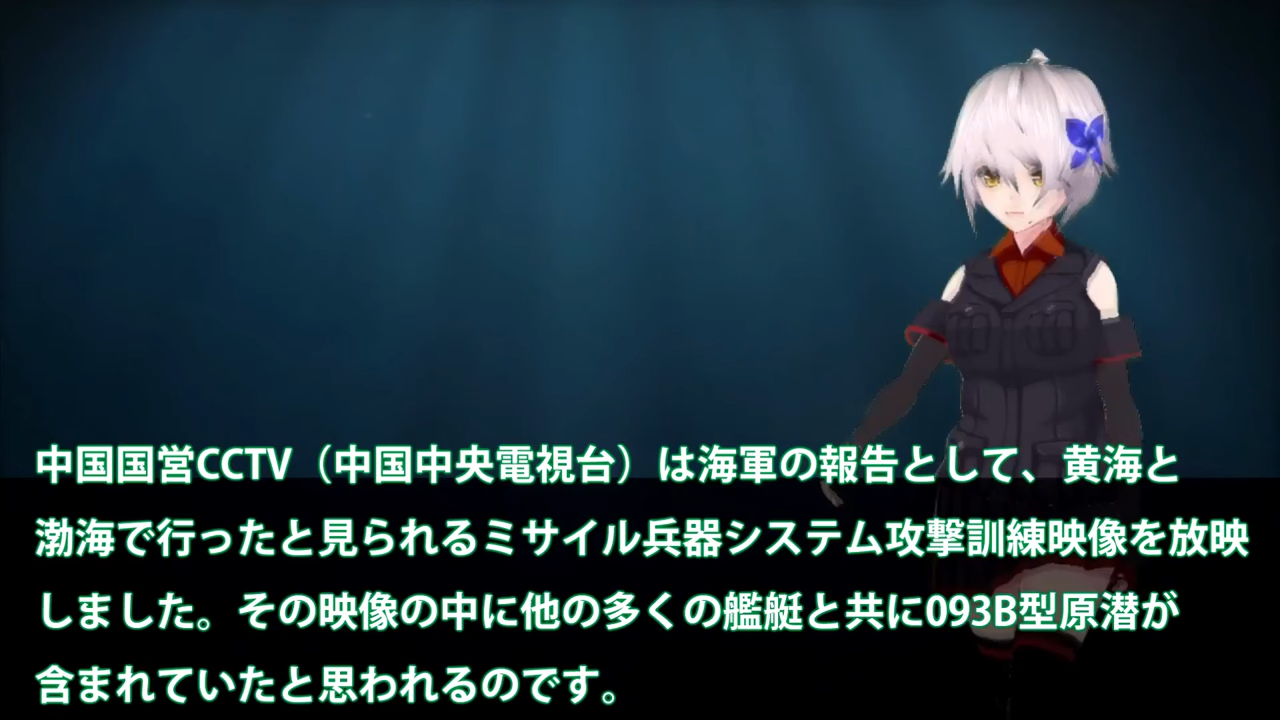 中国国営CCTV（中国中央電視台）は海軍の報告として、黄海と
渤海で行ったと見られるミサイル兵器システム攻撃訓練映像を放映
しました。その映像の中に他の多くの艦艇と共に093B型原潜が
含まれていたと思われるのです。